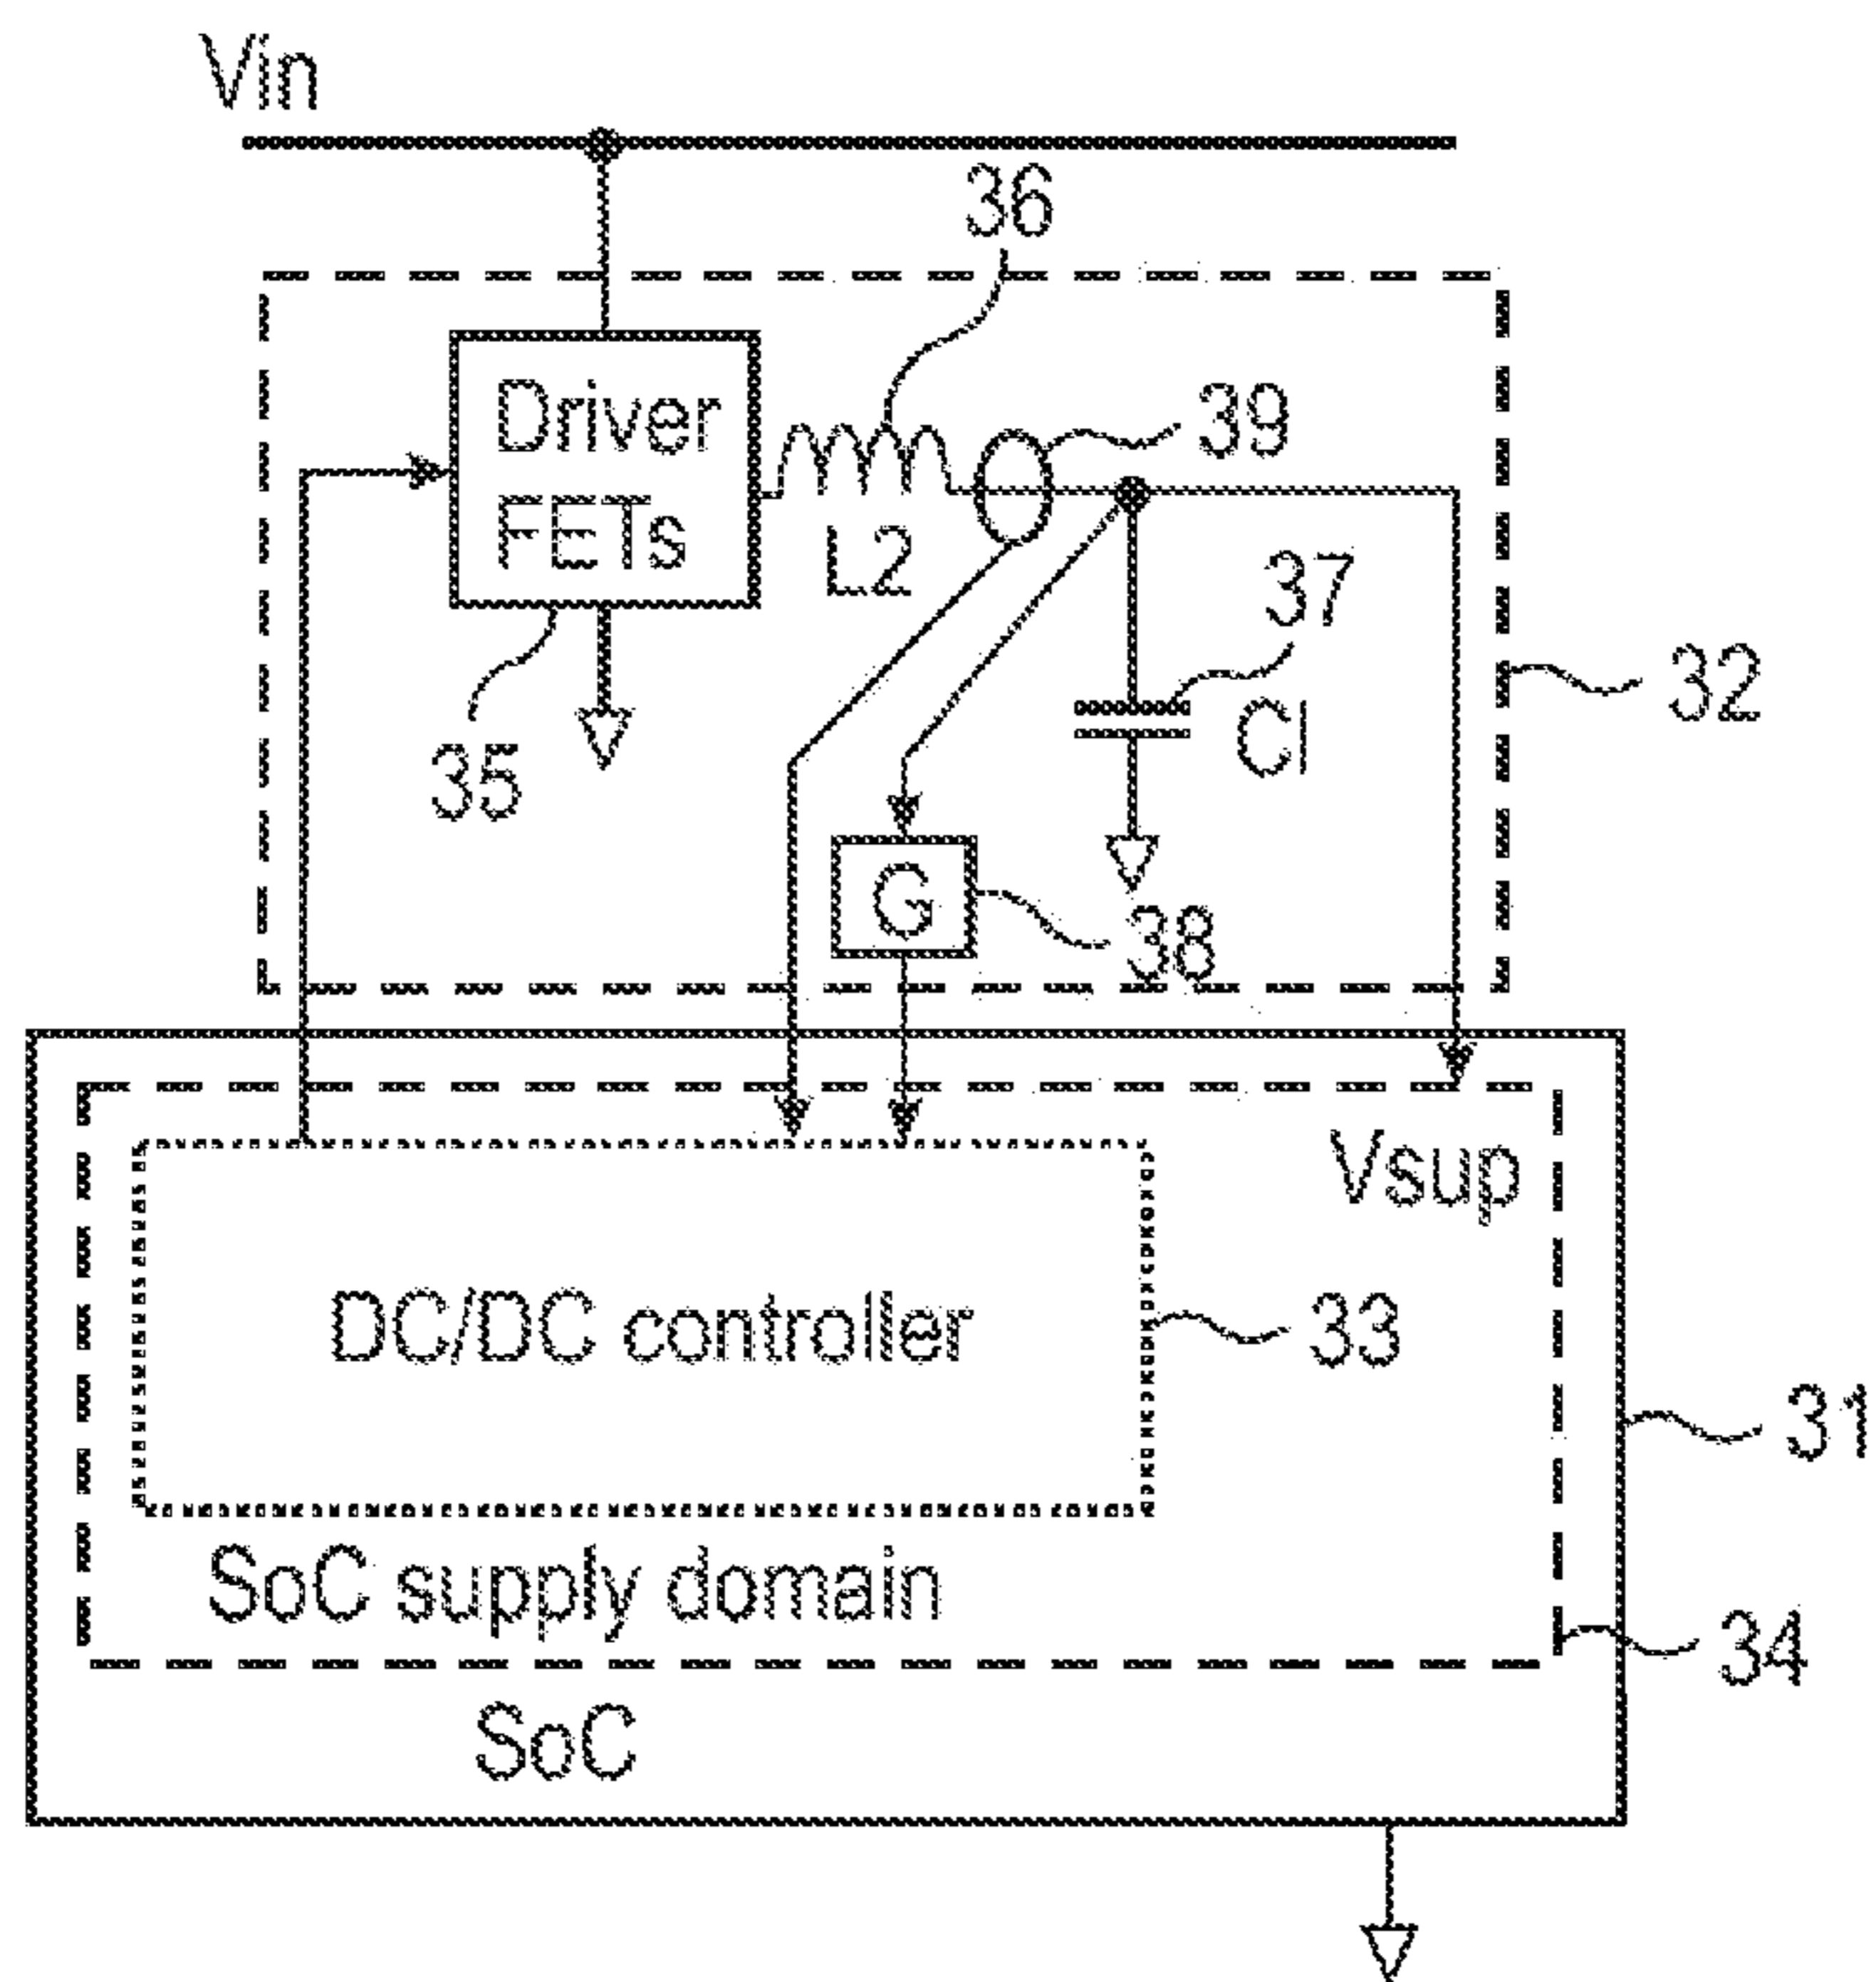 Vin
36
Driver
FETs
39
L2
37
CI
32
35
G
38
Vsup
DC/DC controller
33
31
SoC supply domain
34
SoC